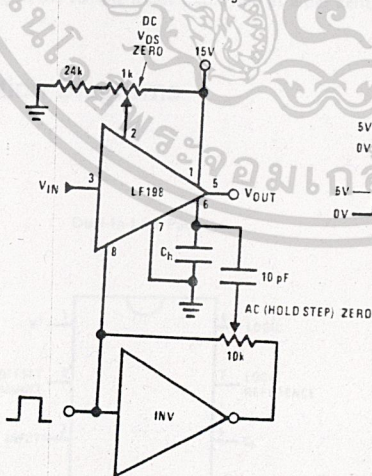 DC
VOS
ZERO
15V
24k
1k
5V
0V
2
1
3
VIN
LF198
5
VOUT
6
5V
0V
7
8
Ch
10 pF
AC (HOLD STEP) ZERO
10k
INV
REFERENCE